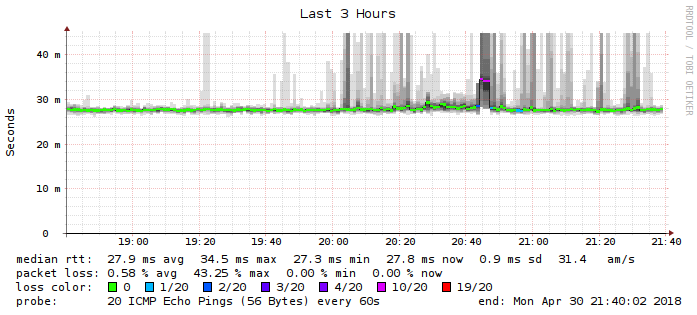 Last 3 Hours
RRDTOOL / TOBI OETIKER
Seconds
40 m
30 m
20 m
10 m
0
19:00 19:20 19:40 20:00 20:20 20:40 21:00 21:20 21:40
median rtt: 27.9 ms avg 34.5 ms max 27.3 ms min 27.8 ms now 0.9 ms sd 31.4 am/s
packet loss: 0.58 % avg 43.25 % max 0.00 % min 0.00 % now
loss color: 0 1/20 2/20 3/20 4/20 10/20 19/20
probe: 20 ICMP Echo Pings (56 Bytes) every 60s end: Mon Apr 30 21:40:02 2018